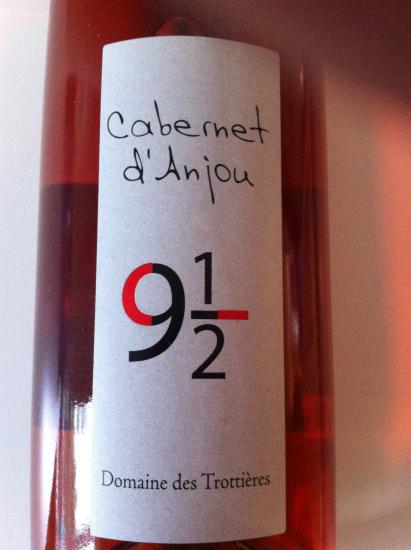 Cabernet
d'Anjou
9 1/2
Domaine des Trottières